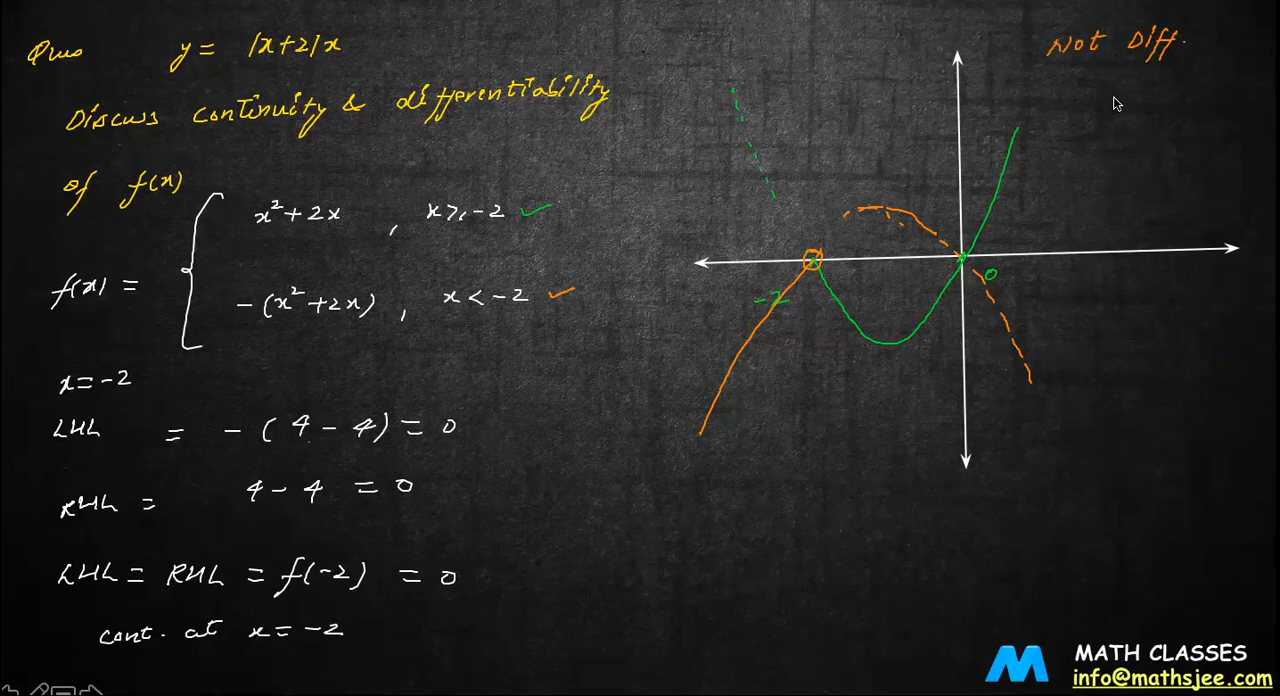 Ques y = |x+2|x
Discuss continuity & differentiability
of f(x)
f(x) =
x² + 2x , x ≥ -2 ✓
-(x² + 2x) , x < -2 ✓
x = -2
LHL = -(4 - 4) = 0
RHL = 4 - 4 = 0
LHL = RHL = f(-2) = 0
cont. at x = -2
Not Diff.
-2
0
MATH CLASSES
info@mathsjee.com